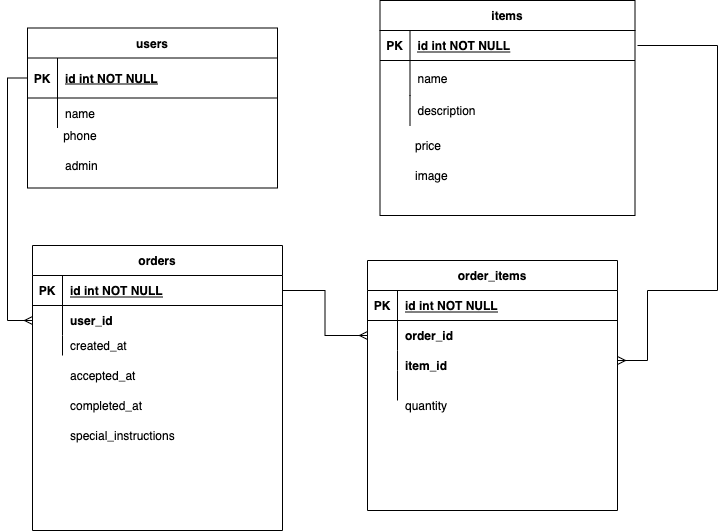 users
PK id int NOT NULL
name
phone
admin
items
PK id int NOT NULL
name
description
price
image
orders
PK id int NOT NULL
user_id
created_at
accepted_at
completed_at
special_instructions
order_items
PK id int NOT NULL
order_id
item_id
quantity